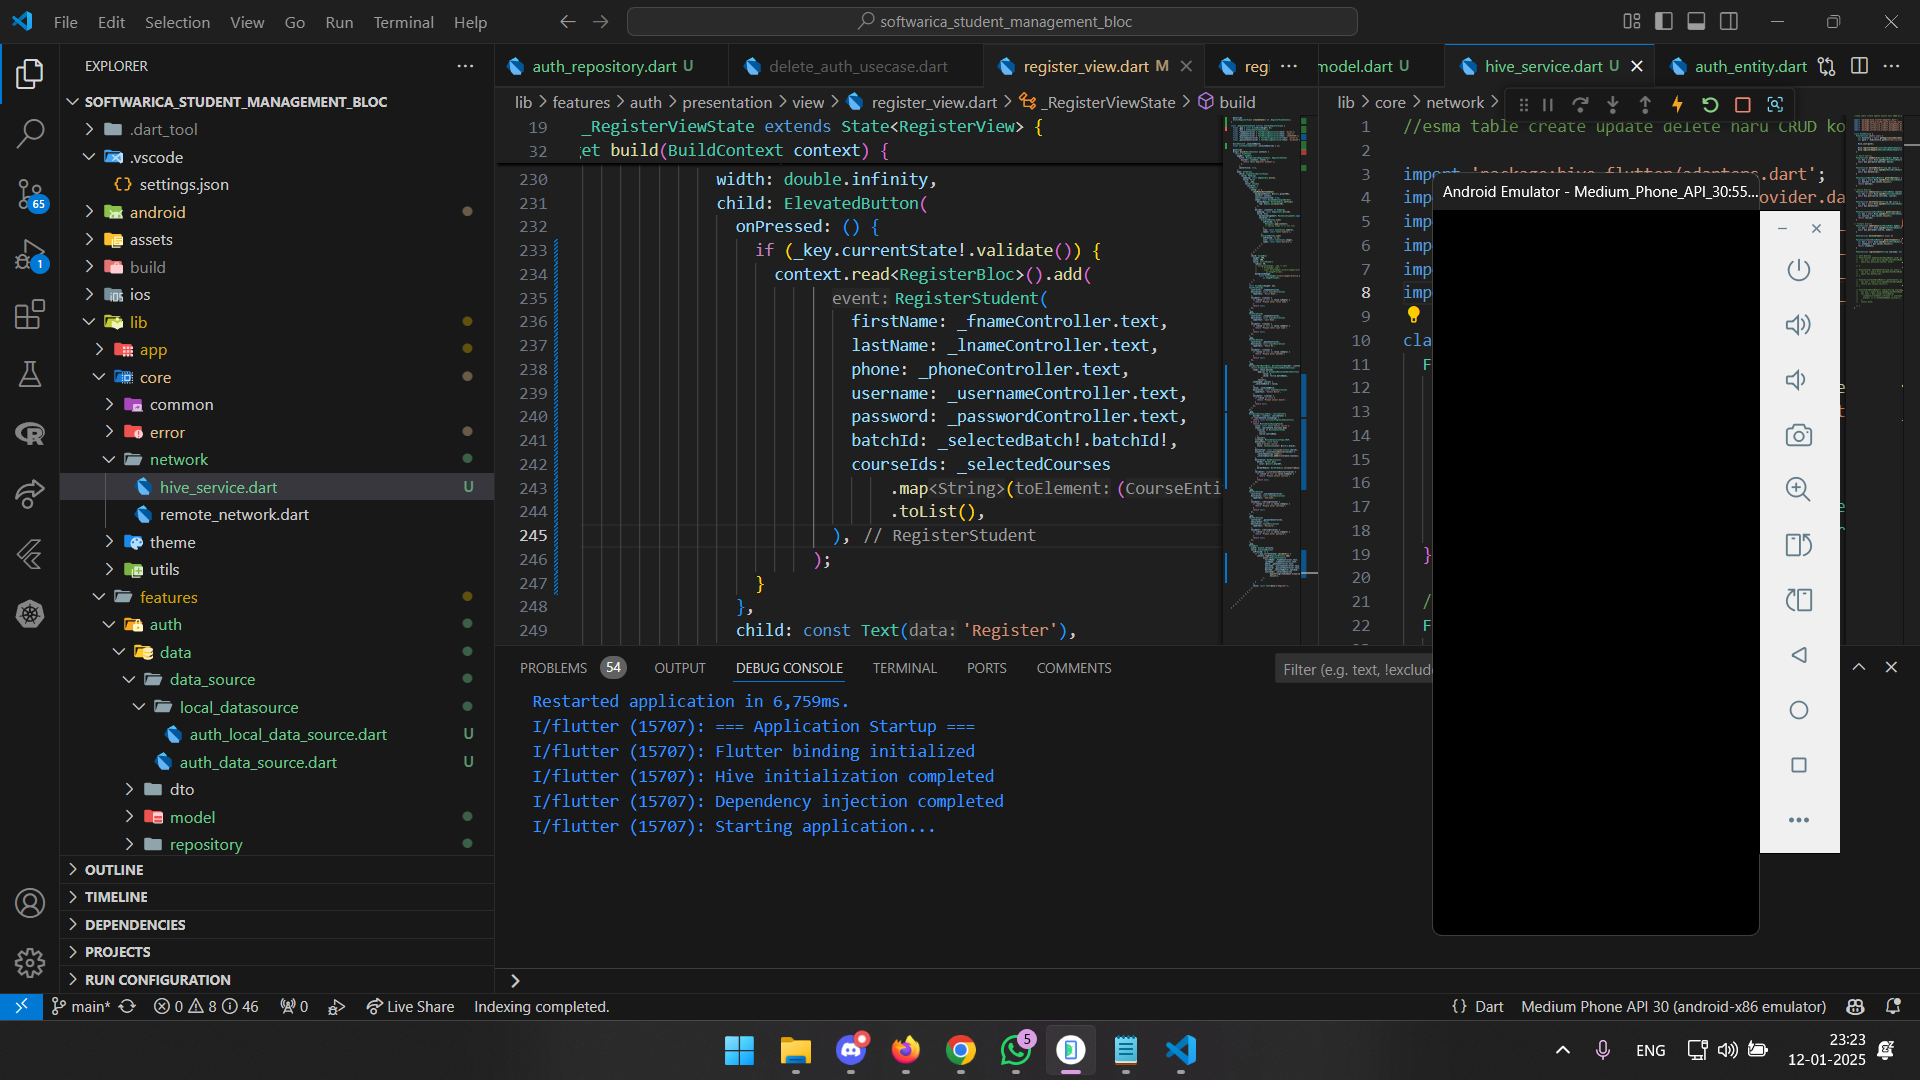 File Edit Selection View Go Run Terminal Help
softwarica_student_management_bloc
EXPLORER
SOFTWARICA_STUDENT_MANAGEMENT_BLOC
.dart_tool
.vscode
{} settings.json
android
assets
build
ios
lib
app
core
common
error
network
hive_service.dart U
remote_network.dart
theme
utils
features
auth
data
data_source
local_datasource
auth_local_data_source.dart U
auth_data_source.dart U
dto
model
repository
OUTLINE
TIMELINE
DEPENDENCIES
PROJECTS
RUN CONFIGURATION
65
1
auth_repository.dart U
delete_auth_usecase.dart
register_view.dart M
regi
model.dart U
hive_service.dart U
auth_entity.dart
lib > features > auth > presentation > view > register_view.dart > _RegisterViewState > build
19 _RegisterViewState extends State<RegisterView> {
32 et build(BuildContext context) {
230 width: double.infinity,
231 child: ElevatedButton(
232 onPressed: () {
233 if (_key.currentState!.validate()) {
234 context.read<RegisterBloc>().add(
235 event: RegisterStudent(
236 firstName: _fnameController.text,
237 lastName: _lnameController.text,
238 phone: _phoneController.text,
239 username: _usernameController.text,
240 password: _passwordController.text,
241 batchId: _selectedBatch!.batchId!,
242 courseIds: _selectedCourses
243 .map<String>(toElement: (CourseEnti
244 .toList(),
245 ), // RegisterStudent
246 );
247 }
248 },
249 child: const Text(data: 'Register'),
lib > core > network >
1 //esma table create update delete haru CRUD ko
2
3 import 'package:hive_flutter/adapters.dart';
4 imp ovider.da
5 imp
6 imp
7 imp
8 imp
9
10 cla
11 F
12
13
14
15
16
17
18
19 }
20
21 /
22 F
Android Emulator - Medium_Phone_API_30:55...
PROBLEMS 54 OUTPUT DEBUG CONSOLE TERMINAL PORTS COMMENTS
Filter (e.g. text, !exclud
Restarted application in 6,759ms.
I/flutter (15707): === Application Startup ===
I/flutter (15707): Flutter binding initialized
I/flutter (15707): Hive initialization completed
I/flutter (15707): Dependency injection completed
I/flutter (15707): Starting application...
main* 0 8 46 0 Live Share Indexing completed.
{} Dart Medium Phone API 30 (android-x86 emulator)
5
ENG
23:23
12-01-2025